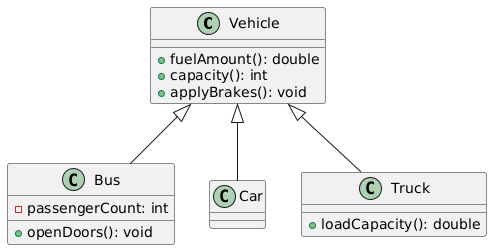 C Vehicle
fuelAmount(): double
capacity(): int
applyBrakes(): void
C Bus
passengerCount: int
openDoors(): void
C Car
C Truck
loadCapacity(): double